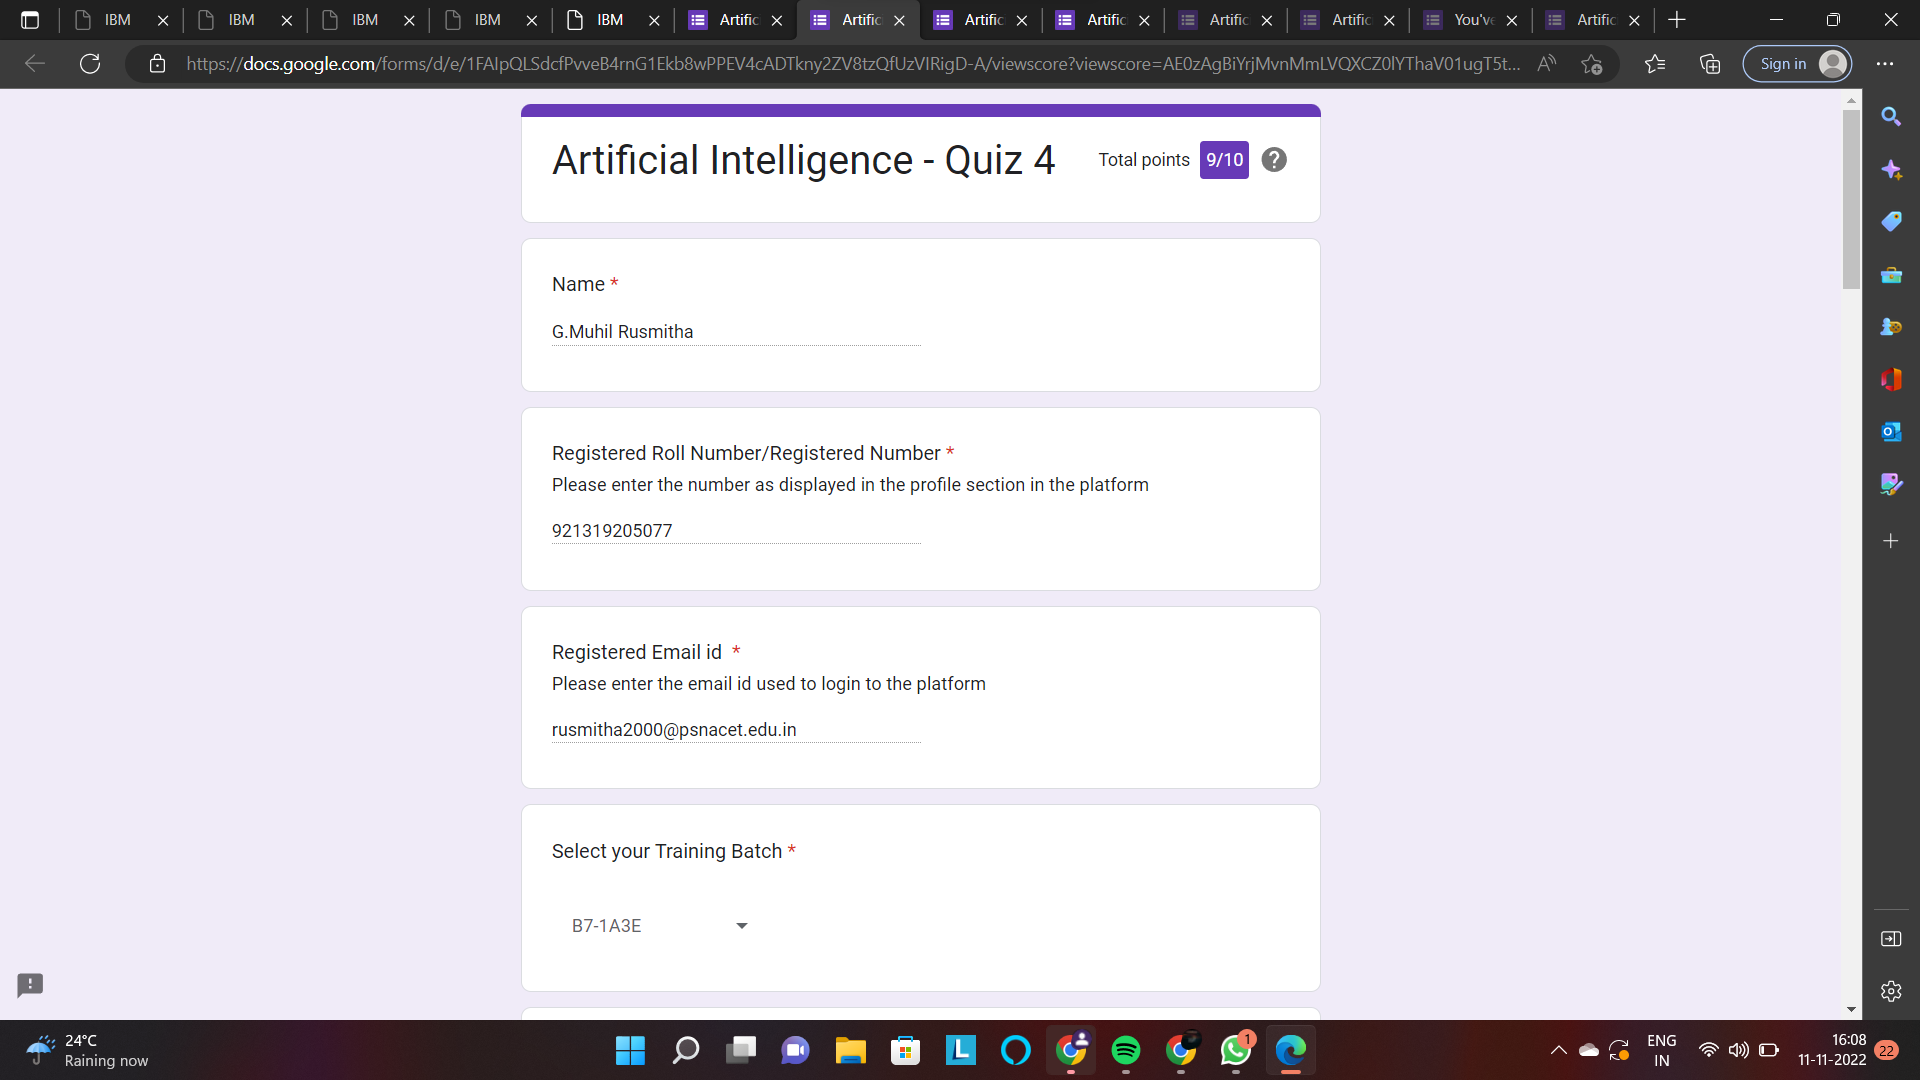 IBM IBM IBM IBM IBM Artific Artific Artific Artific Artific Artific You've Artific
https://docs.google.com/forms/d/e/1FAIpQLSdcfPvveB4rnG1Ekb8wPPEV4cADTkny2ZV8tzQfUzVIRigD-A/viewscore?viewscore=AE0zAgBiYrjMvnMmLVQXCZ0lYThaV01ugT5t... Sign in
Artificial Intelligence - Quiz 4 Total points 9/10
Name *
G.Muhil Rusmitha
Registered Roll Number/Registered Number *
Please enter the number as displayed in the profile section in the platform
921319205077
Registered Email id *
Please enter the email id used to login to the platform
rusmitha2000@psnacet.edu.in
Select your Training Batch *
B7-1A3E
24°C
Raining now
1
ENG
IN
16:08
11-11-2022
22